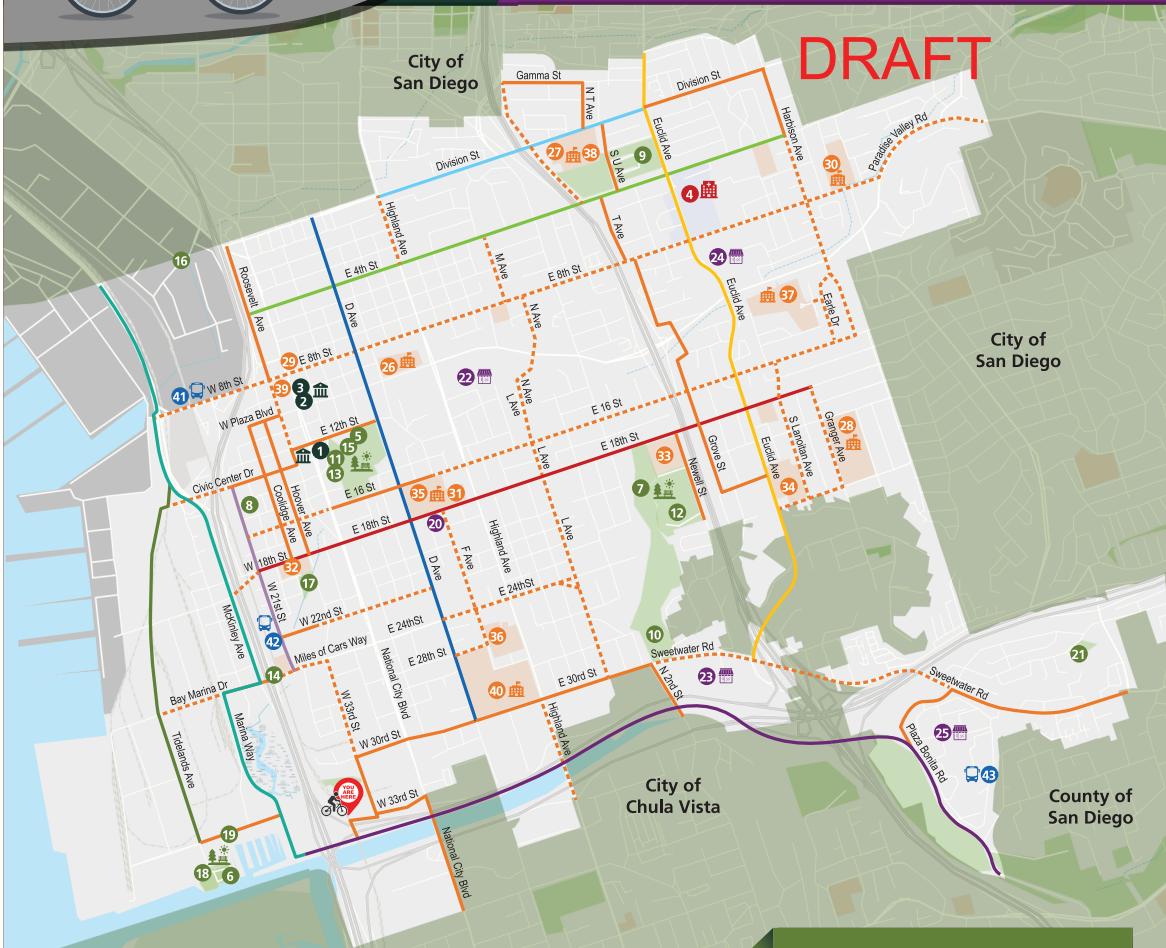 DRAFT
City of
San Diego
Gamma St
N T Ave
Division St
Euclid Ave
Harbison Ave
Paradise Valley Rd
Division St
27
38
S U Ave
9
30
4
Highland Ave
T Ave
16
E 4th St
M Ave
E 8th St
24
Roosevelt Ave
D Ave
N Ave
Euclid Ave
37
Earle Dr
City of
San Diego
29
E 8th St
26
22
41
W 8th St
39
3
2
N Ave
L Ave
W Plaza Blvd
E 12th St
E 16 St
5
1
15
11
13
E 18th St
S Lanoitan Ave
Granger Ave
28
L Ave
Grove St
Euclid Ave
33
Newell St
34
Civic Center Dr
E 16 St
35
31
7
12
8
Coolidge Ave
Hoover Ave
E 18th St
20
Highland Ave
L Ave
W 18th St
32
17
F Ave
D Ave
W 21st St
E 24thSt
McKinley Ave
W 22nd St
E 24thSt
42
36
10
Miles of Cars Way
National City Blvd
E 28th St
Sweetwater Rd
21
14
23
Sweetwater Rd
Bay Marina Dr
W 33rd St
40
E 30rd St
N 2nd St
Highland Ave
Marina Way
W 30rd St
Plaza Bonita Rd
25
Tidelands Ave
43
YOU
ARE
HERE
W 33rd St
City of
Chula Vista
County of
San Diego
19
National City Blvd
18
6